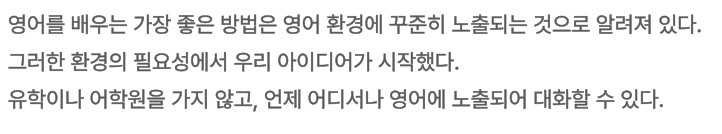 영어를 배우는 가장 좋은 방법은 영어 환경에 꾸준히 노출되는 것으로 알려져 있다.
그러한 환경의 필요성에서 우리 아이디어가 시작했다.
유학이나 어학원을 가지 않고, 언제 어디서나 영어에 노출되어 대화할 수 있다.